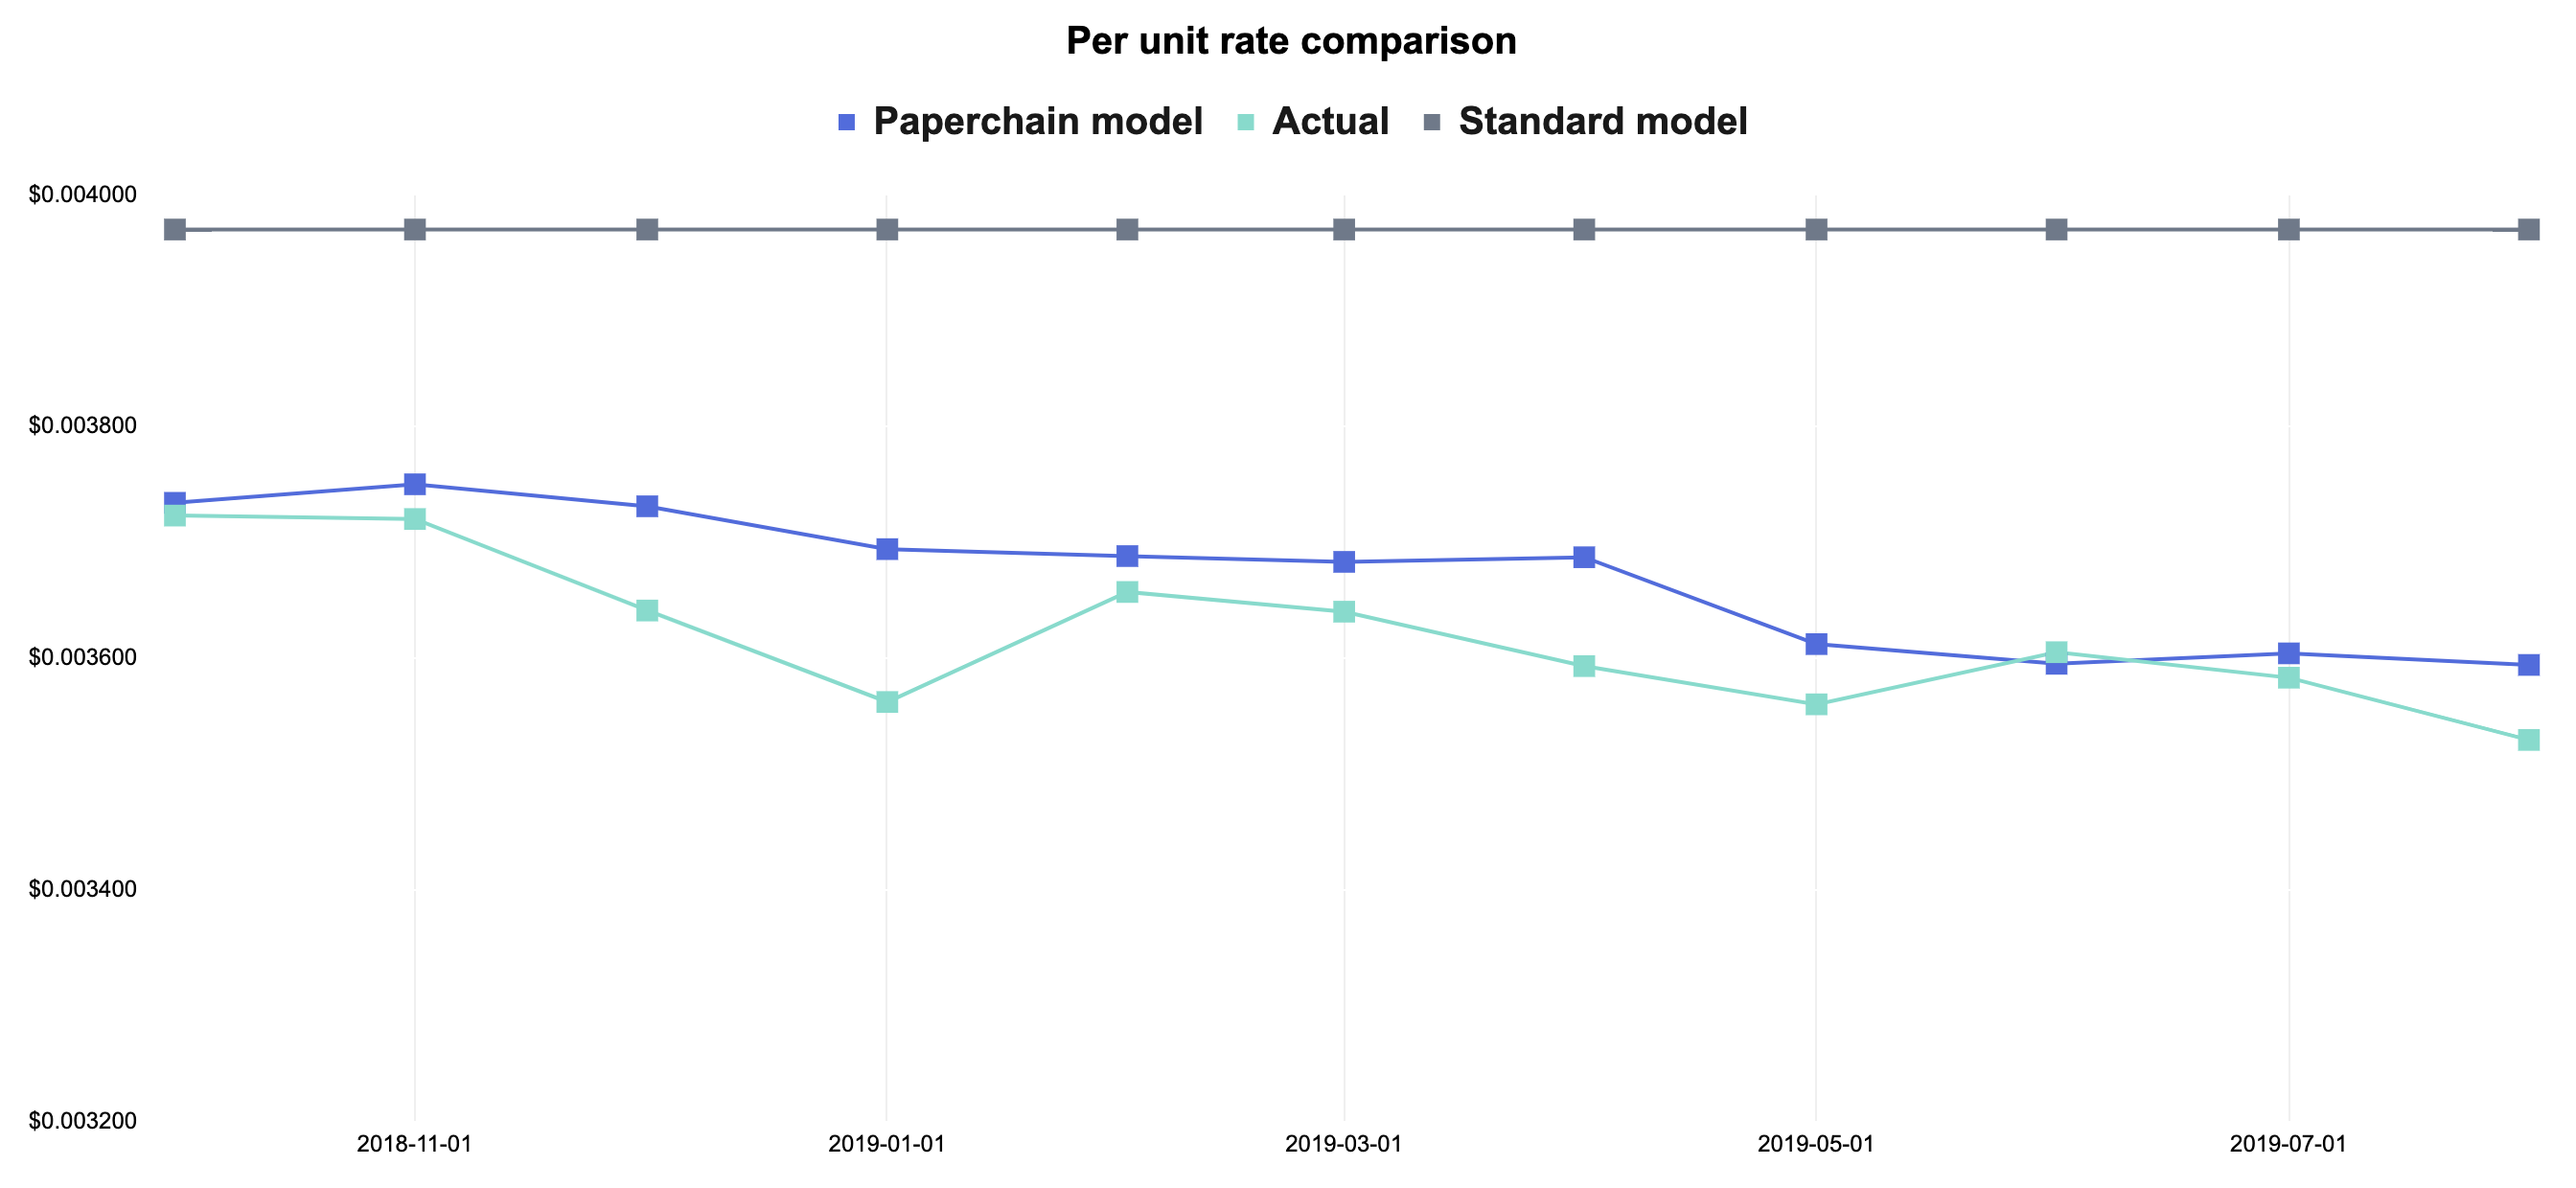 Per unit rate comparison
Paperchain model Actual Standard model
$0.004000
$0.003800
$0.003600
$0.003400
$0.003200
2018-11-01 2019-01-01 2019-03-01 2019-05-01 2019-07-01